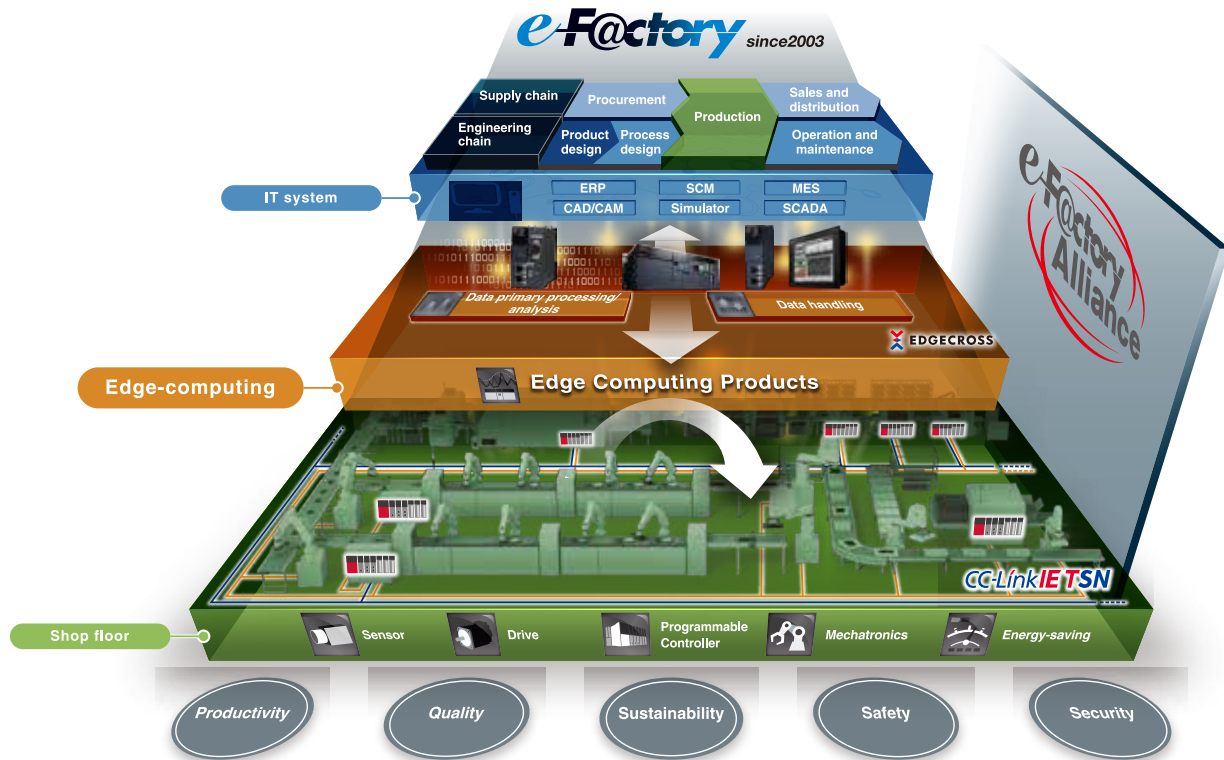 e-F@ctory since2003
Supply chain
Procurement
Production
Sales and
distribution
Engineering
chain
Product
design
Process
design
Operation and
maintenance
IT system
ERP
SCM
MES
CAD/CAM
Simulator
SCADA
e-F@ctory
Alliance
Data primary processing/
analysis
Data handling
EDGECROSS
Edge-computing
Edge Computing Products
CC-Link IE TSN
Shop floor
Sensor
Drive
Programmable
Controller
Mechatronics
Energy-saving
Productivity
Quality
Sustainability
Safety
Security